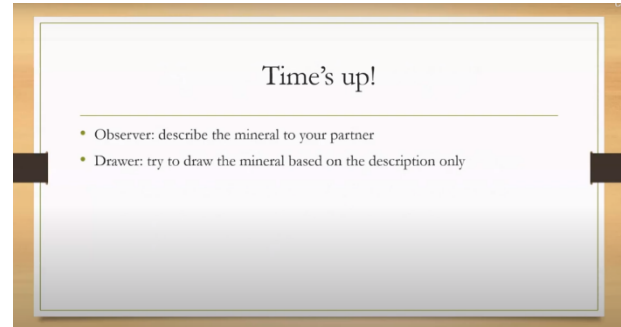 Time's up!
• Observer: describe the mineral to your partner
• Drawer: try to draw the mineral based on the description only